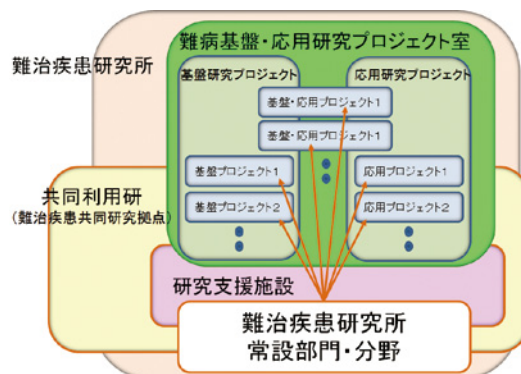 難病基盤・応用研究プロジェクト室
難治疾患研究所
基盤研究プロジェクト
応用研究プロジェクト
基盤・応用プロジェクト1
基盤・応用プロジェクト1
基盤プロジェクト1
応用プロジェクト1
共同利用研
(難治疾患共同研究拠点)
基盤プロジェクト2
応用プロジェクト2
研究支援施設
難治疾患研究所
常設部門・分野